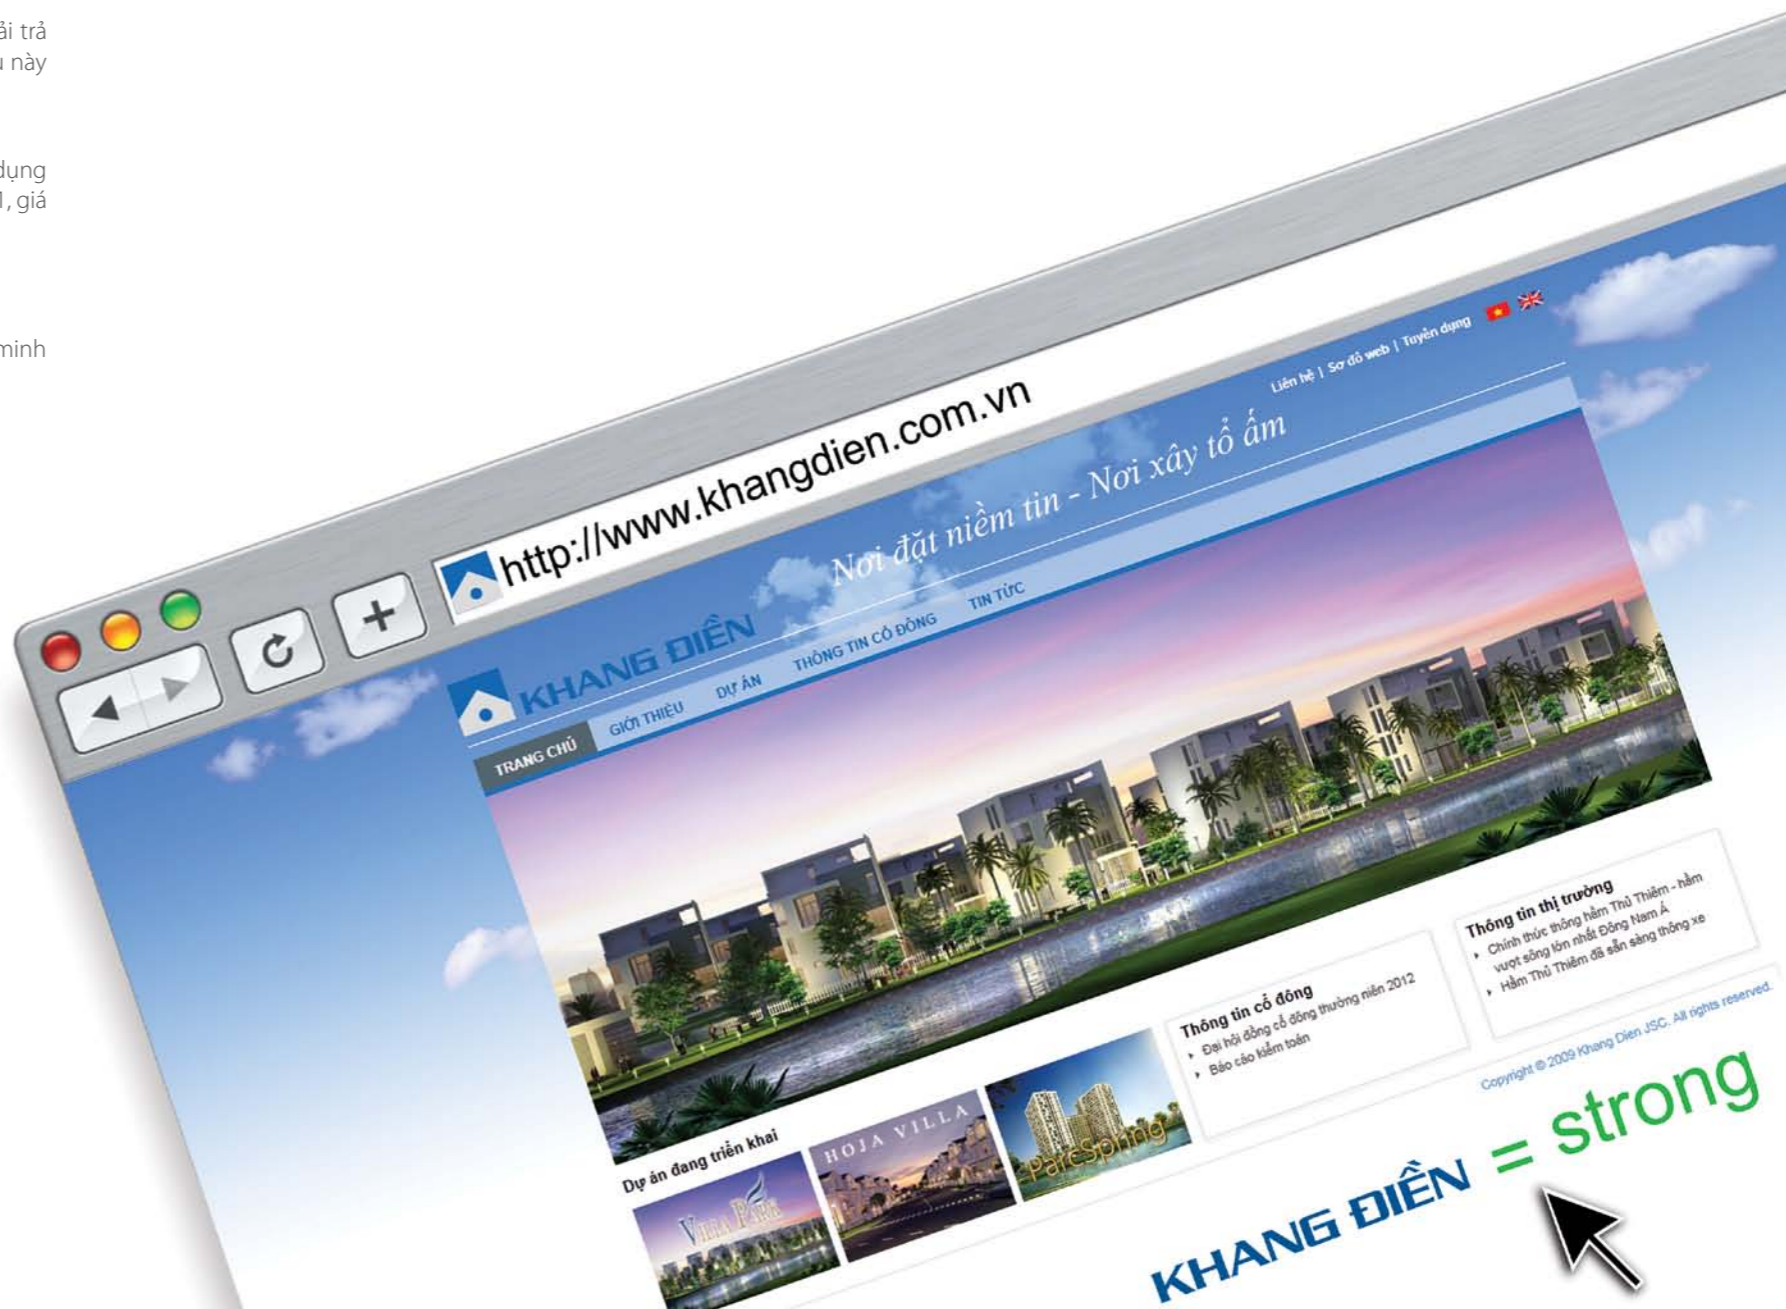 ải trả
này
dụng
, giá
minh
http://www.khangdien.com.vn
Liên hệ | Sơ đồ web | Tuyển dụng
KHANG ĐIỀN
Nơi đặt niềm tin - Nơi xây tổ ấm
TRANG CHỦ
GIỚI THIỆU
DỰ ÁN
THÔNG TIN CỔ ĐÔNG
TIN TỨC
Dự án đang triển khai
VILLA PARK
HOJA VILLA
ParcSpring
Thông tin cổ đông
Đại hội đồng cổ đông thường niên 2012
Báo cáo kiểm toán
Thông tin thị trường
Chính thức thông hầm Thủ Thiêm - hầm
vượt sông lớn nhất Đông Nam Á
Hầm Thủ Thiêm đã sẵn sàng thông xe
Copyright © 2009 Khang Dien JSC. All rights reserved.
KHANG ĐIỀN = strong